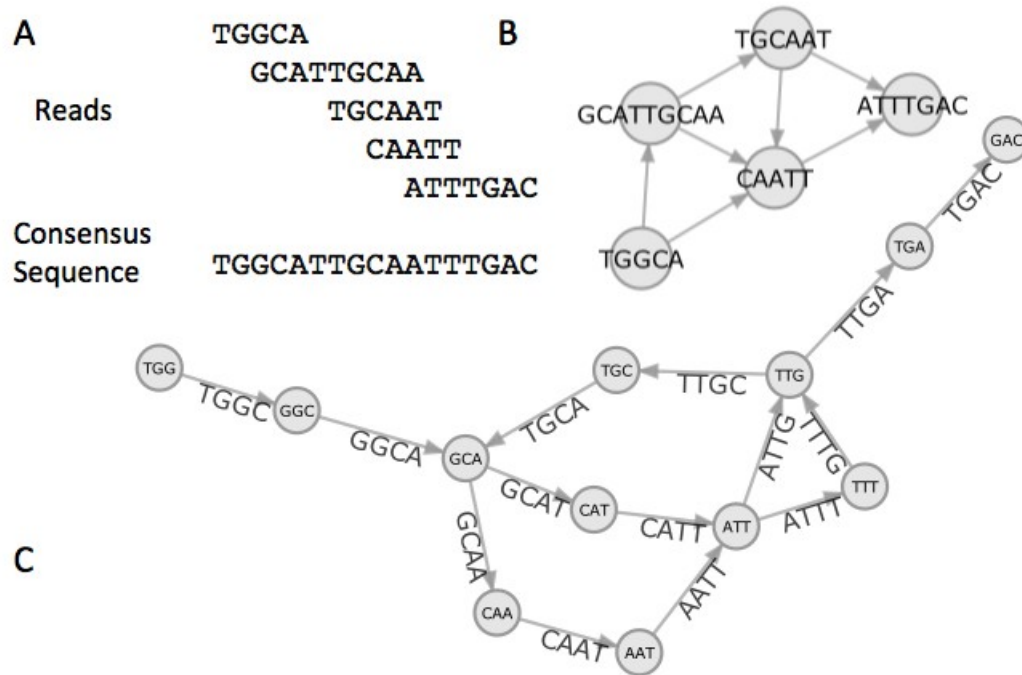 A
TGGCA
GCATTGCAA
Reads
TGCAAT
CAATT
ATTTGAC
Consensus
Sequence
TGGCATTGCAATTTGAC
B
TGCAAT
GCATTGCAA
ATTTGAC
CAATT
TGGCA
C
GAC
TGAC
TGA
TTGA
TGG
TGGC
GGC
GGCA
GCA
TGC
TTGC
TTG
TGCA
GCAT
CAT
CATT
ATT
ATTG
TTTG
TTT
ATTT
GCAA
CAA
CAAT
AAT
AATT